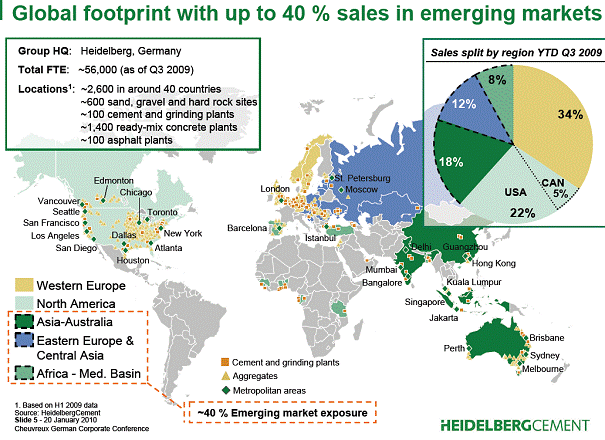 Global footprint with up to 40 % sales in emerging markets
Group HQ: Heidelberg, Germany
Total FTE: ~56,000 (as of Q3 2009)
Locations1: ~2,600 in around 40 countries
~600 sand, gravel and hard rock sites
~100 cement and grinding plants
~1,400 ready-mix concrete plants
~100 asphalt plants
Sales split by region YTD Q3 2009
8%
12%
34%
18%
USA
22%
CAN
5%
Edmonton
Chicago
Vancouver
Seattle
Toronto
San Francisco
Dallas
New York
Los Angeles
San Diego
Atlanta
Houston
St. Petersburg
Moscow
London
Barcelona
Istanbul
Delhi
Guangzhou
Hong Kong
Mumbai
Bangalore
Kuala Lumpur
Singapore
Jakarta
Perth
Brisbane
Sydney
Melbourne
Western Europe
North America
Asia-Australia
Eastern Europe &
Central Asia
Africa - Med. Basin
Cement and grinding plants
Aggregates
Metropolitan areas
~40 % Emerging market exposure
1. Based on H1 2009 data
Source: HeidelbergCement
Slide 5 - 20 January 2010
Cheuvreux German Corporate Conference
HEIDELBERGCEMENT